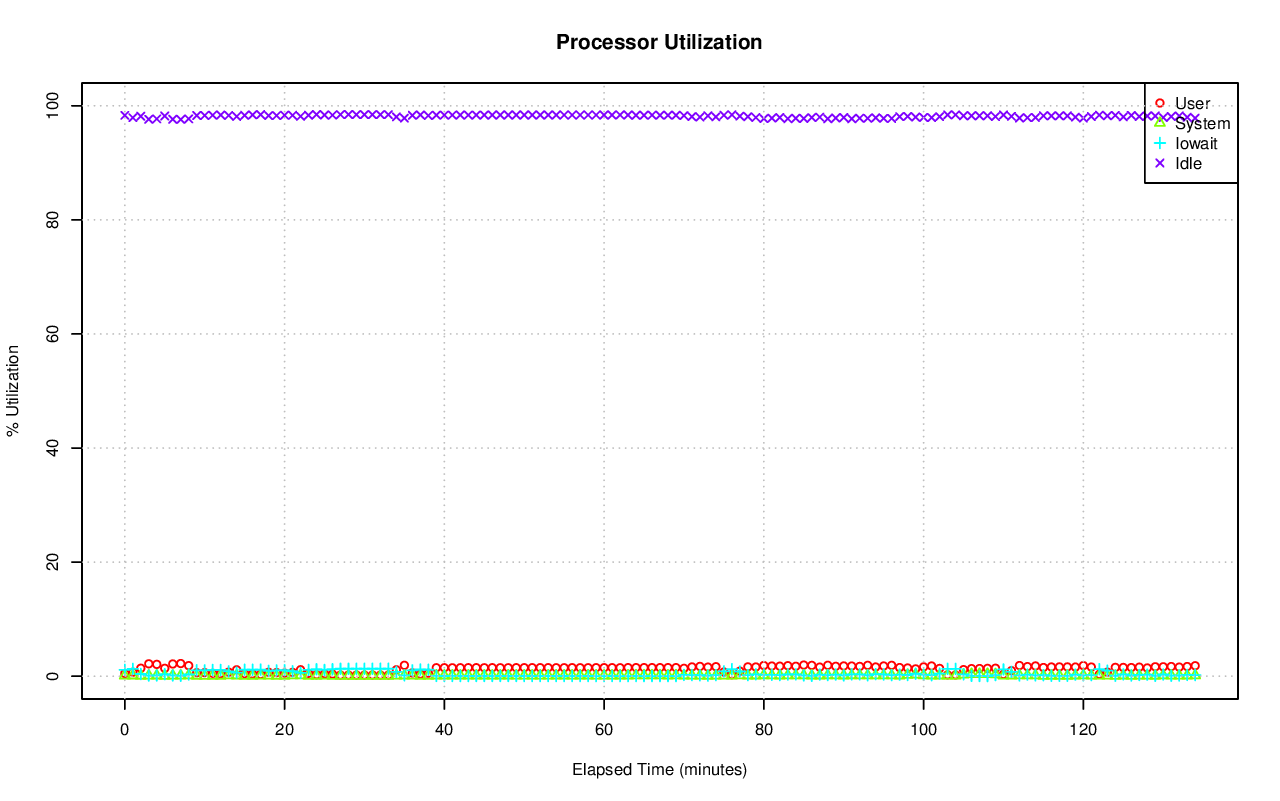 Processor Utilization
% Utilization
100
80
60
40
20
0
User
System
Iowait
Idle
0 20 40 60 80 100 120
Elapsed Time (minutes)